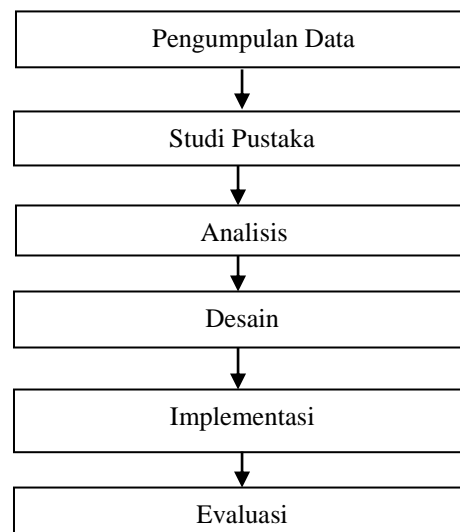 Pengumpulan Data
Studi Pustaka
Analisis
Desain
Implementasi
Evaluasi